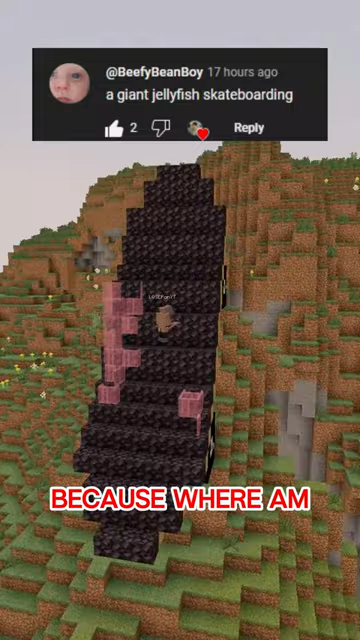 @BeefyBeanBoy 17 hours ago
a giant jellyfish skateboarding
2
Reply
BECAUSE WHERE AM